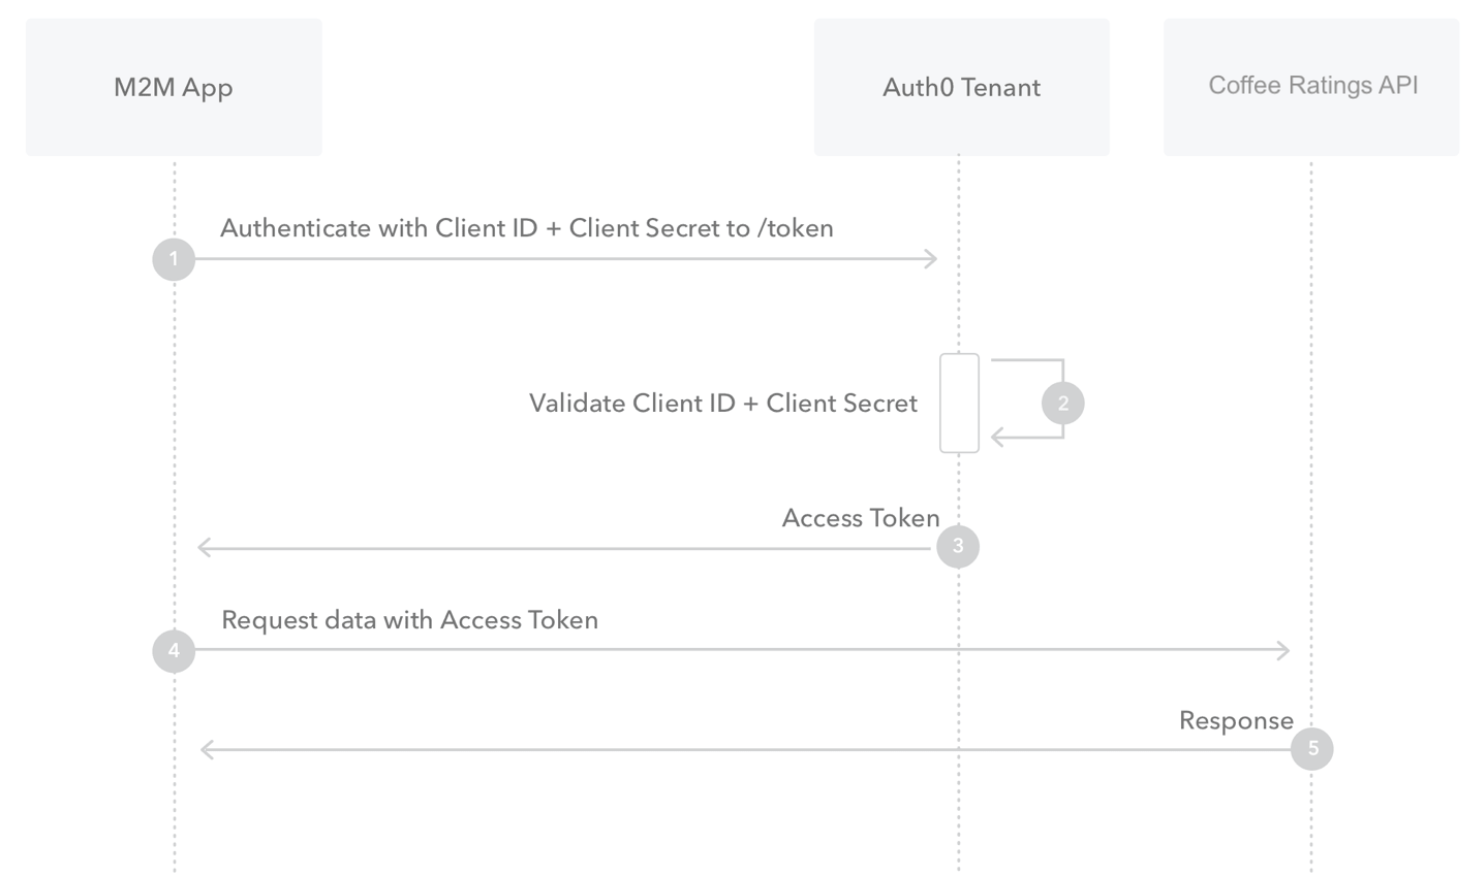 M2M App
Auth0 Tenant
Coffee Ratings API
Authenticate with Client ID + Client Secret to /token
1
Validate Client ID + Client Secret
2
Access Token
3
Request data with Access Token
4
Response
5